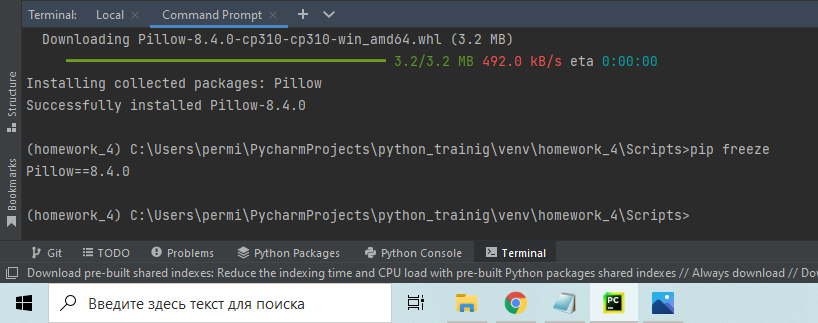 Terminal: Local × Command Prompt × +
Downloading Pillow-8.4.0-cp310-cp310-win_amd64.whl (3.2 MB)
3.2/3.2 MB 492.0 kB/s eta 0:00:00
Installing collected packages: Pillow
Successfully installed Pillow-8.4.0
(homework_4) C:\Users\permi\PycharmProjects\python_trainig\venv\homework_4\Scripts>pip freeze
Pillow==8.4.0
(homework_4) C:\Users\permi\PycharmProjects\python_trainig\venv\homework_4\Scripts>
Structure
Bookmarks
Git TODO Problems Python Packages Python Console Terminal
Download pre-built shared indexes: Reduce the indexing time and CPU load with pre-built Python packages shared indexes // Always download // Dow
Введите здесь текст для поиска
PC